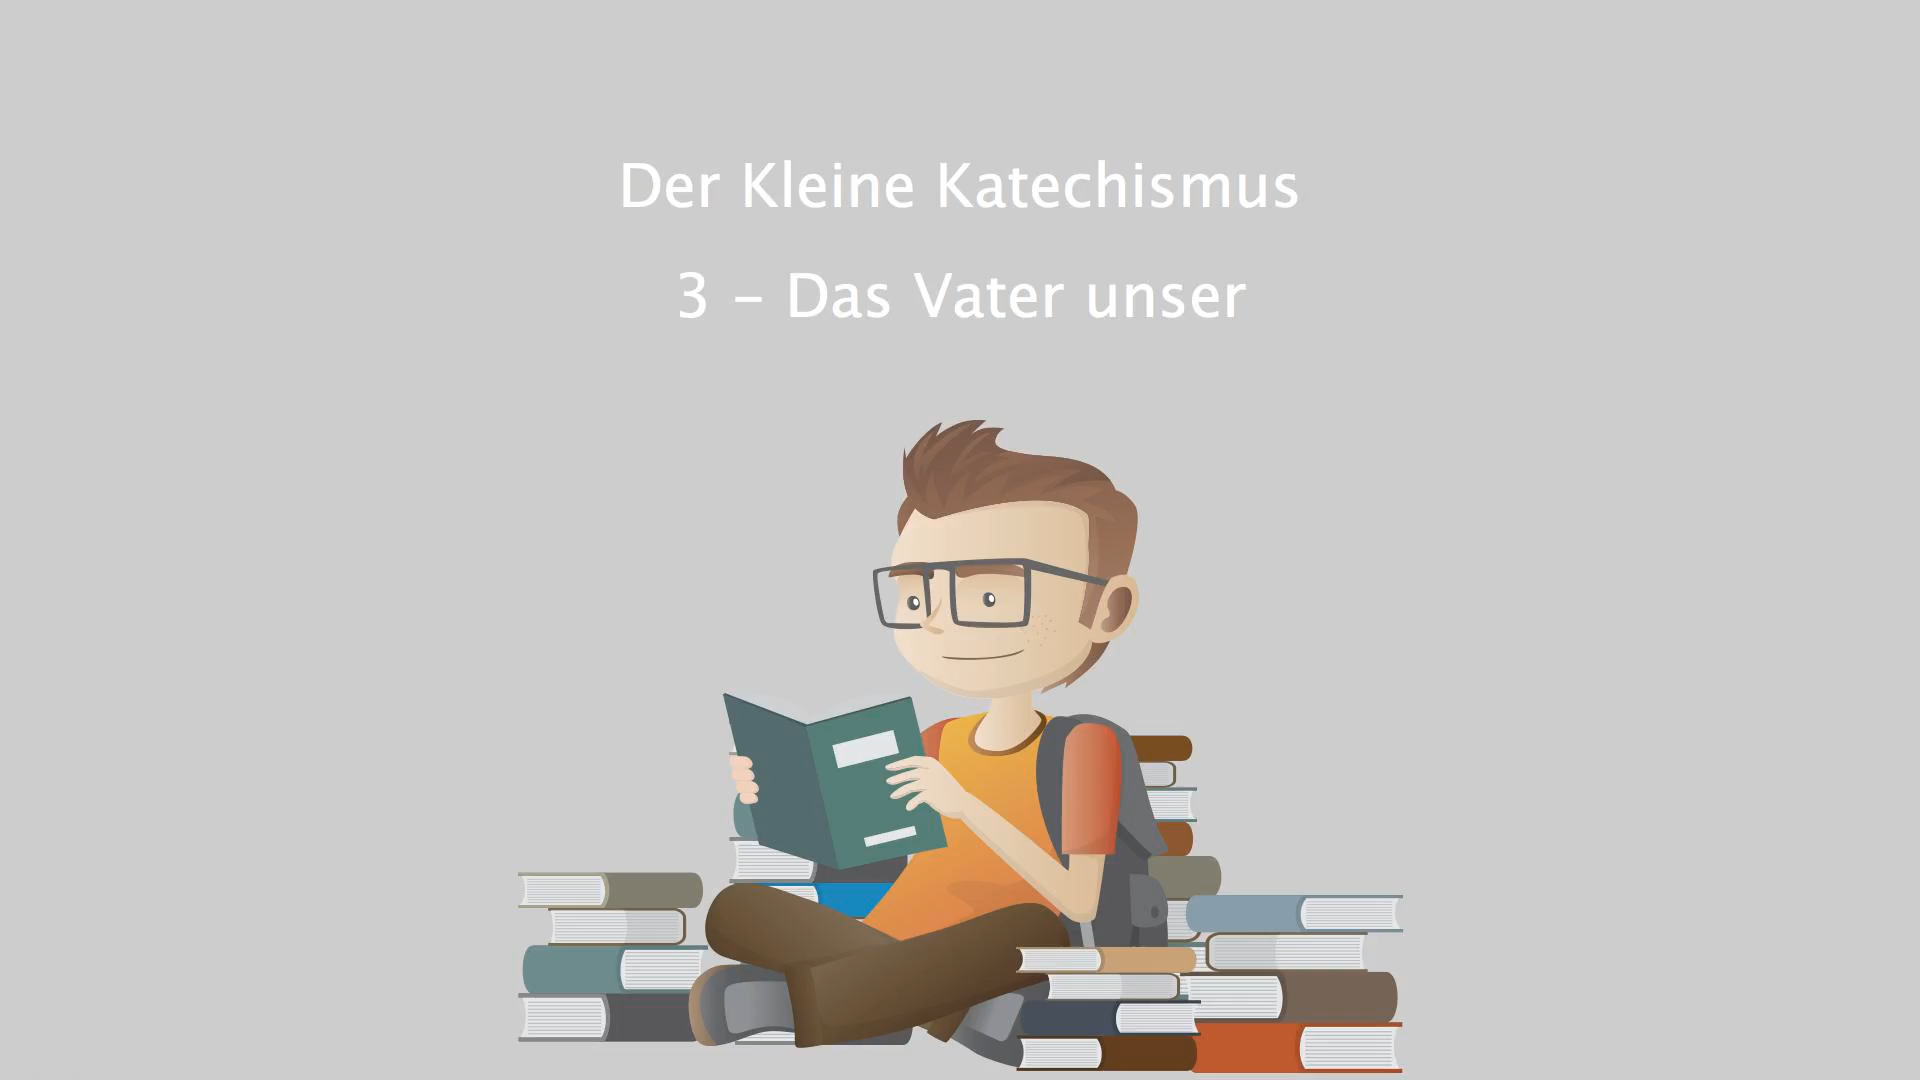 Der Kleine Katechismus
3 – Das Vater unser